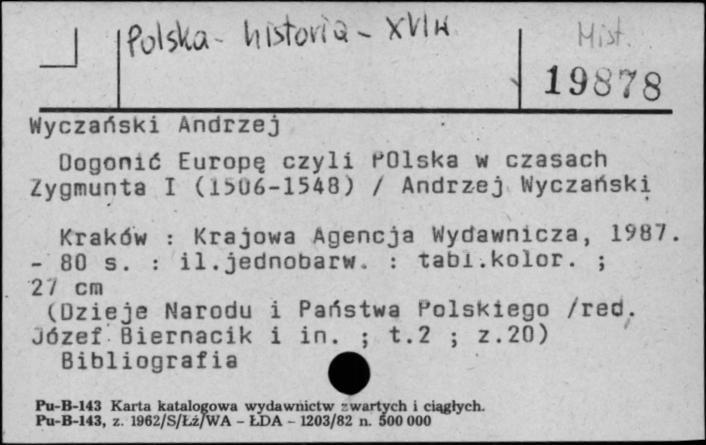 Polska - historia - XVI w
Hist.
19878
Wyczański Andrzej
Dogonić Europę czyli POlska w czasach
Zygmunta I (1506-1548) / Andrzej Wyczański
Kraków : Krajowa Agencja Wydawnicza, 1987.
- 80 s. : il.jednobarw. : tabl.kolor. ;
27 cm
(Dzieje Narodu i Państwa Polskiego /red.
Józef Biernacik i in. ; t.2 ; z.20)
Bibliografia
Pu-B-143 Karta katalogowa wydawnictw zwartych i ciągłych.
Pu-B-143, z. 1962/S/Łż/WA - ŁDA - 1203/82 n. 500 000